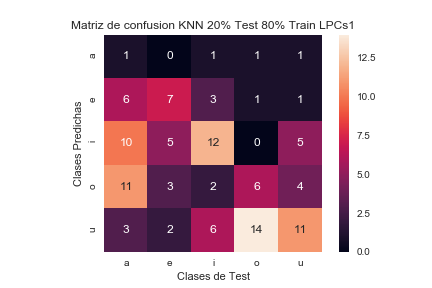 Matriz de confusion KNN 20% Test 80% Train LPCs1
a 1 0 1 1 1
e 6 7 3 1 1
i 10 5 12 0 5
o 11 3 2 6 4
u 3 2 6 14 11
a e i o u
Clases Predichas
Clases de Test
12.5
10.0
7.5
5.0
2.5
0.0